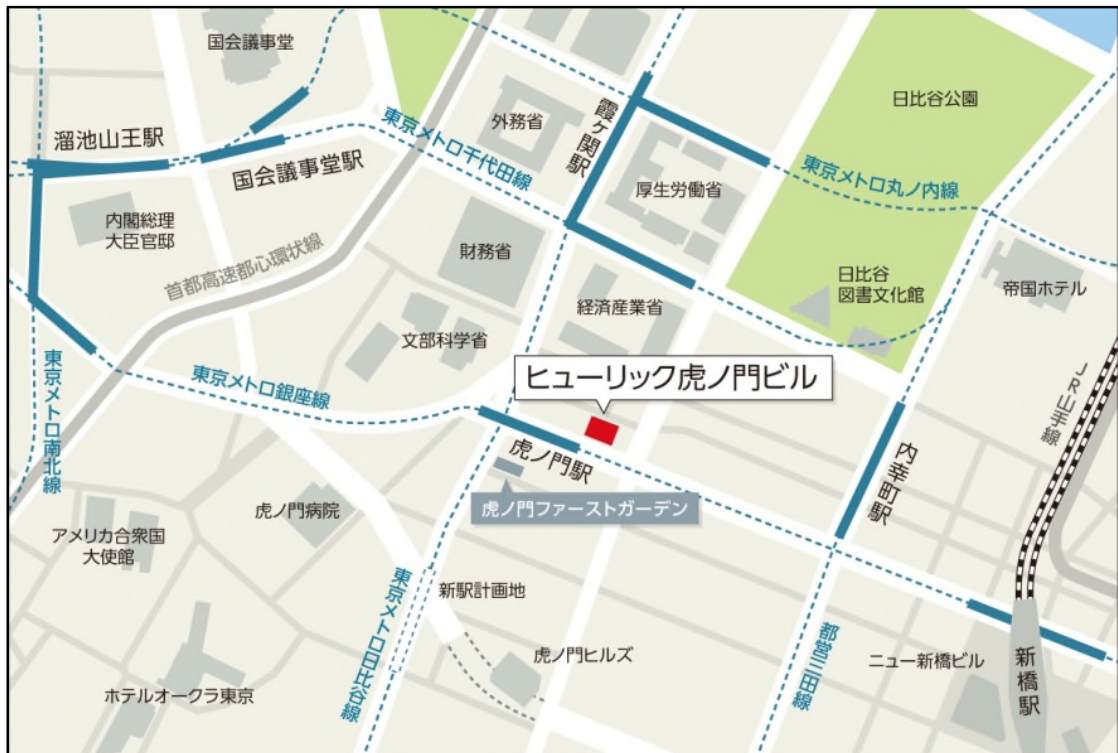 国会議事堂
溜池山王駅
国会議事堂駅
内閣総理
大臣官邸
首都高速都心環状線
外務省
東京メトロ千代田線
霞ヶ関駅
厚生労働省
日比谷公園
東京メトロ丸ノ内線
財務省
経済産業省
日比谷
図書文化館
帝国ホテル
文部科学省
ヒューリック虎ノ門ビル
東京メトロ銀座線
東京メトロ南北線
JR山手線
虎ノ門駅
内幸町駅
虎ノ門ファーストガーデン
虎ノ門病院
アメリカ合衆国
大使館
新駅計画地
東京メトロ日比谷線
虎ノ門ヒルズ
都営三田線
ニュー新橋ビル
新橋駅
ホテルオークラ東京